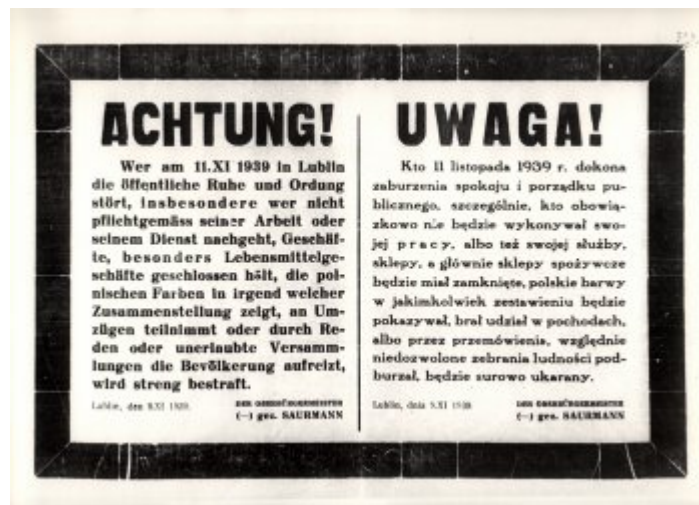 ACHTUNG!
Wer am 11.XI 1939 in Lublin
die öffentliche Ruhe und Ordung
stört, insbesondere wer nicht
pflichtgemäss seiner Arbeit oder
seinem Dienst nachgeht, Geschäf-
te, besonders Lebensmittelge-
schäfte geschlossen hält, die pol-
nischen Farben in irgend welcher
Zusammenstellung zeigt, an Um-
zügen teilnimmt oder durch Re-
den oder unerlaubte Versamm-
lungen die Bevölkerung aufreizt,
wird streng bestraft.
Lublin, den 9.XI 1939.
DER OBERBÜRGERMEISTER
(—) gez. SAURMANN
UWAGA!
Kto 11 listopada 1939 r. dokona
zaburzenia spokoju i porządku pu-
blicznego, szczególnie, kto obowią-
zkowo nie będzie wykonywał swo-
jej pracy, albo też swojej służby,
sklepy, a głównie sklepy spożywcze
będzie miał zamknięte, polskie barwy
w jakimkolwiek zestawieniu będzie
pokazywał, brał udział w pochodach,
albo przez przemówienia, względnie
niedozwolone zebrania ludności pod-
burzał, będzie surowo ukarany.
Lublin, dnia 9.XI 1939.
DER OBERBÜRGERMEISTER
(—) gez. SAURMANN